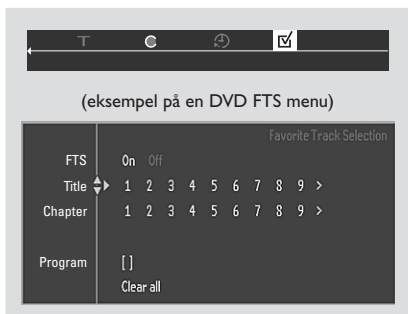 T C
(eksempel på en DVD FTS menu)
Favorite Track Selection
FTS On Off
Title 1 2 3 4 5 6 7 8 9 >
Chapter 1 2 3 4 5 6 7 8 9 >
Program [ ]
Clear all